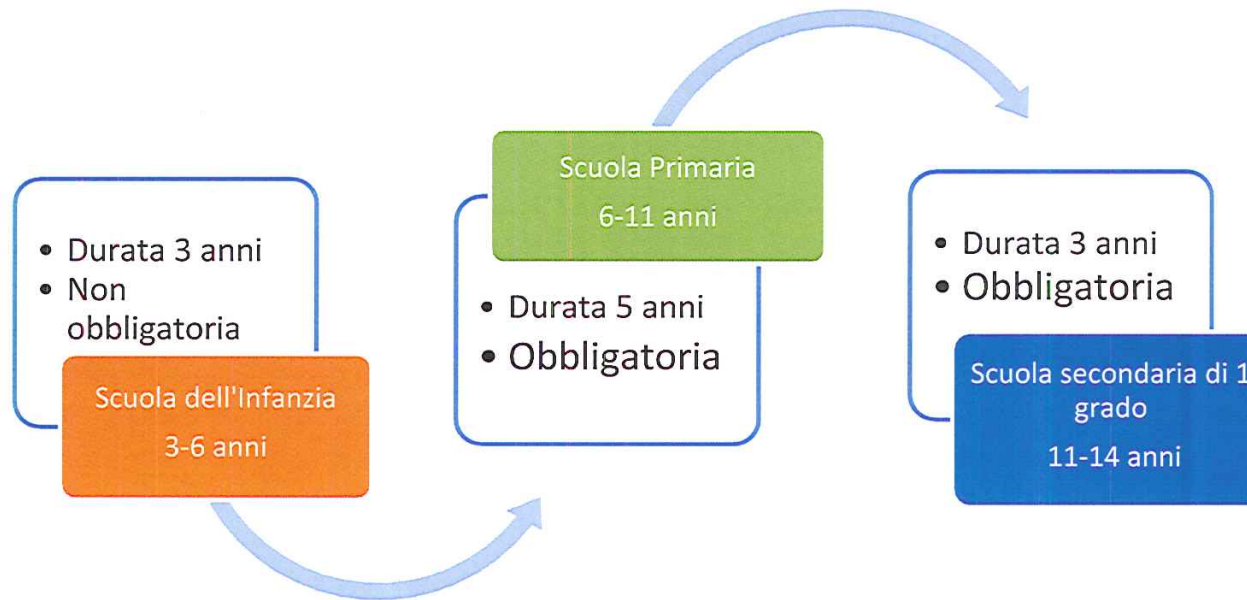 • Durata 3 anni
• Non
obbligatoria
Scuola dell'Infanzia
3-6 anni
Scuola Primaria
6-11 anni
• Durata 5 anni
• Obbligatoria
• Durata 3 anni
• Obbligatoria
Scuola secondaria di 1
grado
11-14 anni